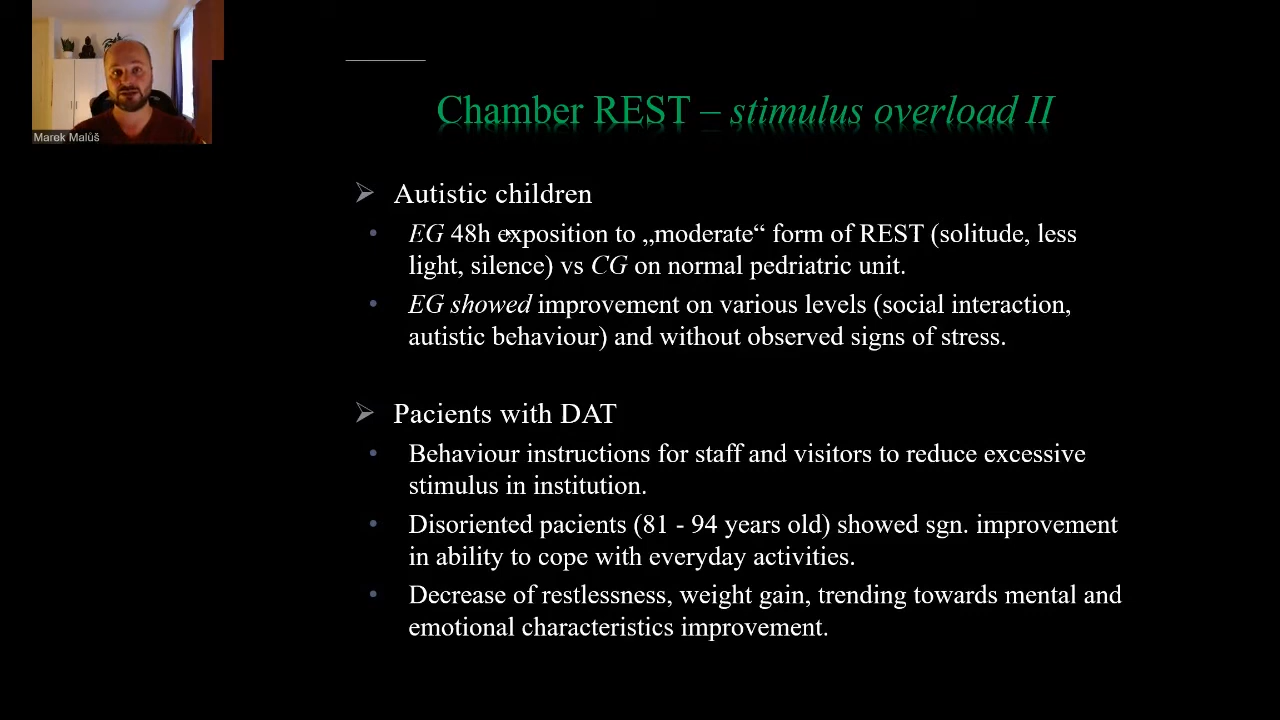 Marek Malůš
Chamber REST – stimulus overload II
Autistic children
EG 48h exposition to „moderate“ form of REST (solitude, less
light, silence) vs CG on normal pedriatric unit.
EG showed improvement on various levels (social interaction,
autistic behaviour) and without observed signs of stress.
Pacients with DAT
Behaviour instructions for staff and visitors to reduce excessive
stimulus in institution.
Disoriented pacients (81 - 94 years old) showed sgn. improvement
in ability to cope with everyday activities.
Decrease of restlessness, weight gain, trending towards mental and
emotional characteristics improvement.